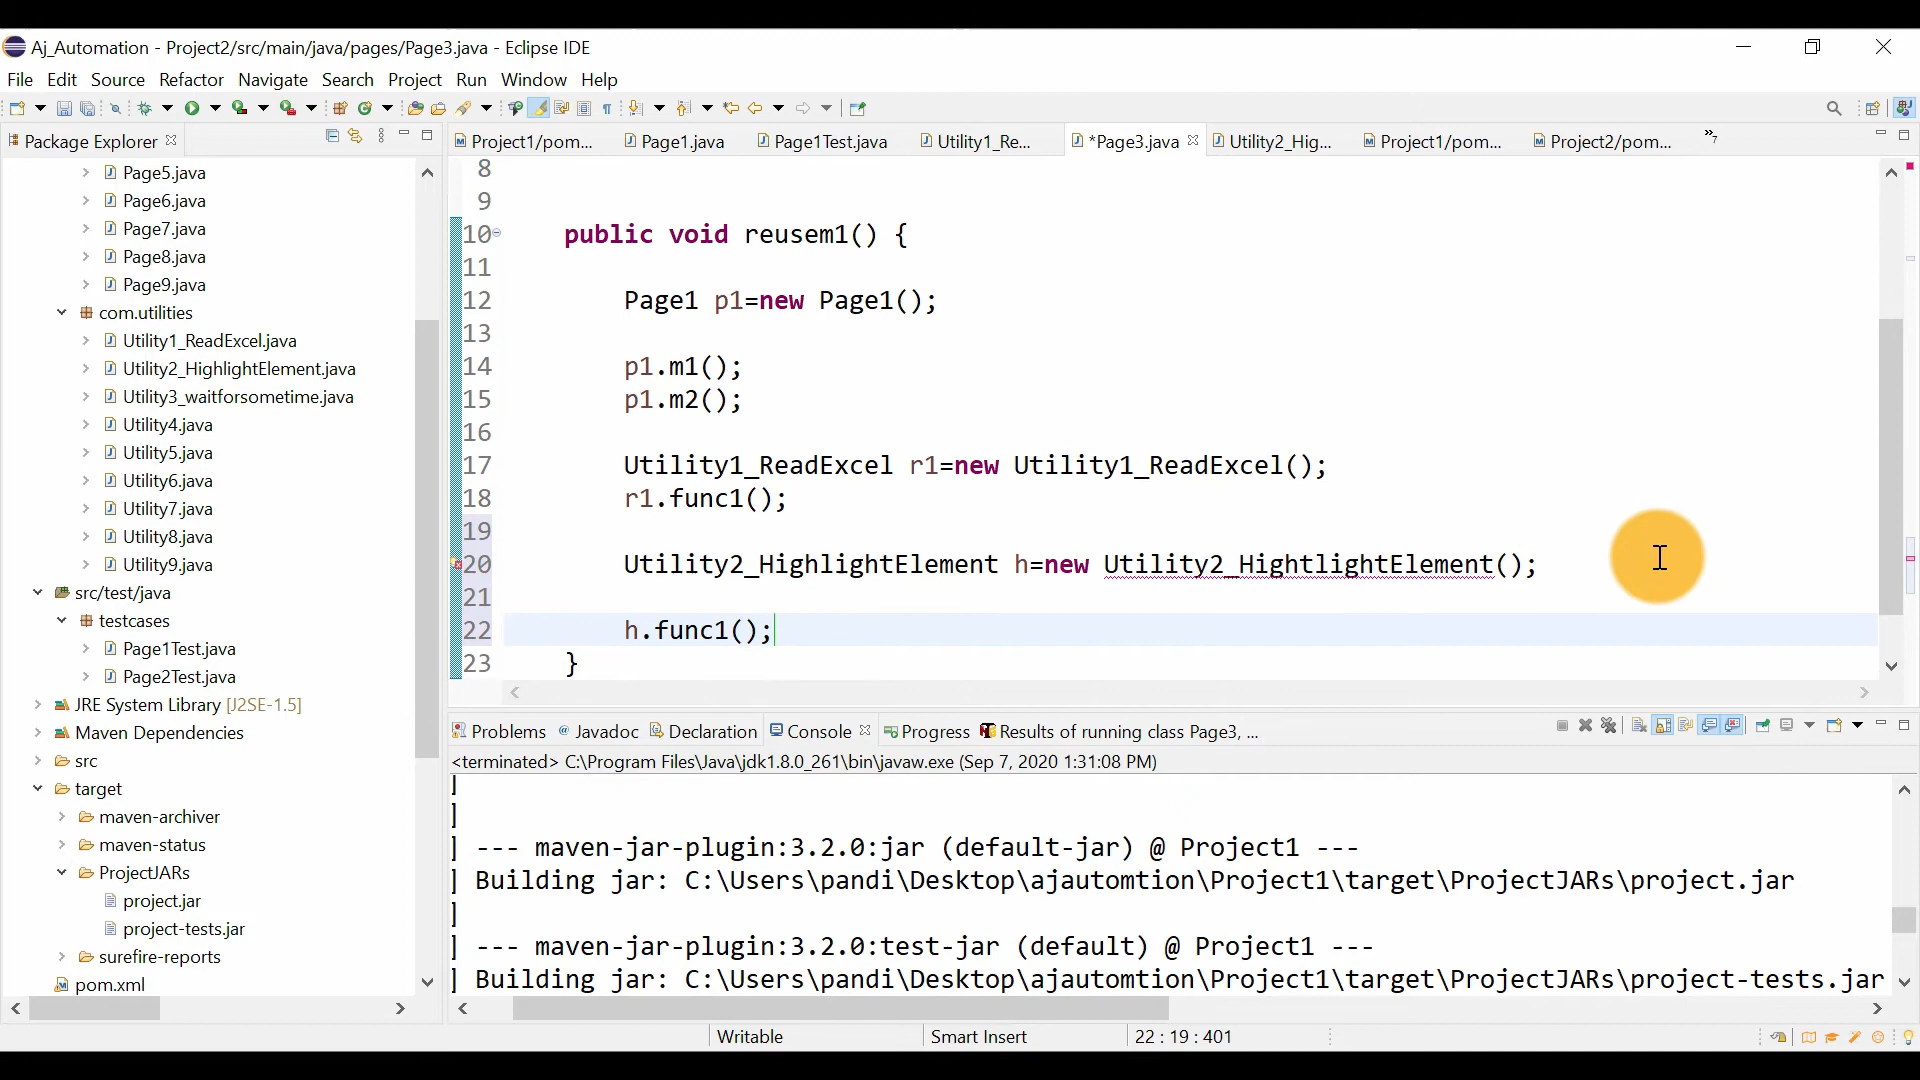 Aj_Automation - Project2/src/main/java/pages/Page3.java - Eclipse IDE
File Edit Source Refactor Navigate Search Project Run Window Help
Package Explorer
Project1/pom... Page1.java Page1Test.java Utility1_Re... *Page3.java Utility2_Hig... Project1/pom... Project2/pom... »7
Page5.java
Page6.java
Page7.java
Page8.java
Page9.java
com.utilities
Utility1_ReadExcel.java
Utility2_HighlightElement.java
Utility3_waitforsometime.java
Utility4.java
Utility5.java
Utility6.java
Utility7.java
Utility8.java
Utility9.java
src/test/java
testcases
Page1Test.java
Page2Test.java
JRE System Library [J2SE-1.5]
Maven Dependencies
src
target
maven-archiver
maven-status
ProjectJARs
project.jar
project-tests.jar
surefire-reports
pom.xml
8
9
10 public void reusem1() {
11
12 Page1 p1=new Page1();
13
14 p1.m1();
15 p1.m2();
16
17 Utility1_ReadExcel r1=new Utility1_ReadExcel();
18 r1.func1();
19
20 Utility2_HighlightElement h=new Utility2_HightlightElement();
21
22 h.func1();
23 }
Problems @ Javadoc Declaration Console Progress Results of running class Page3, ...
<terminated> C:\Program Files\Java\jdk1.8.0_261\bin\javaw.exe (Sep 7, 2020 1:31:08 PM)
]
]
] --- maven-jar-plugin:3.2.0:jar (default-jar) @ Project1 ---
] Building jar: C:\Users\pandi\Desktop\ajautomtion\Project1\target\ProjectJARs\project.jar
]
] --- maven-jar-plugin:3.2.0:test-jar (default) @ Project1 ---
] Building jar: C:\Users\pandi\Desktop\ajautomtion\Project1\target\ProjectJARs\project-tests.jar
Writable Smart Insert 22 : 19 : 401